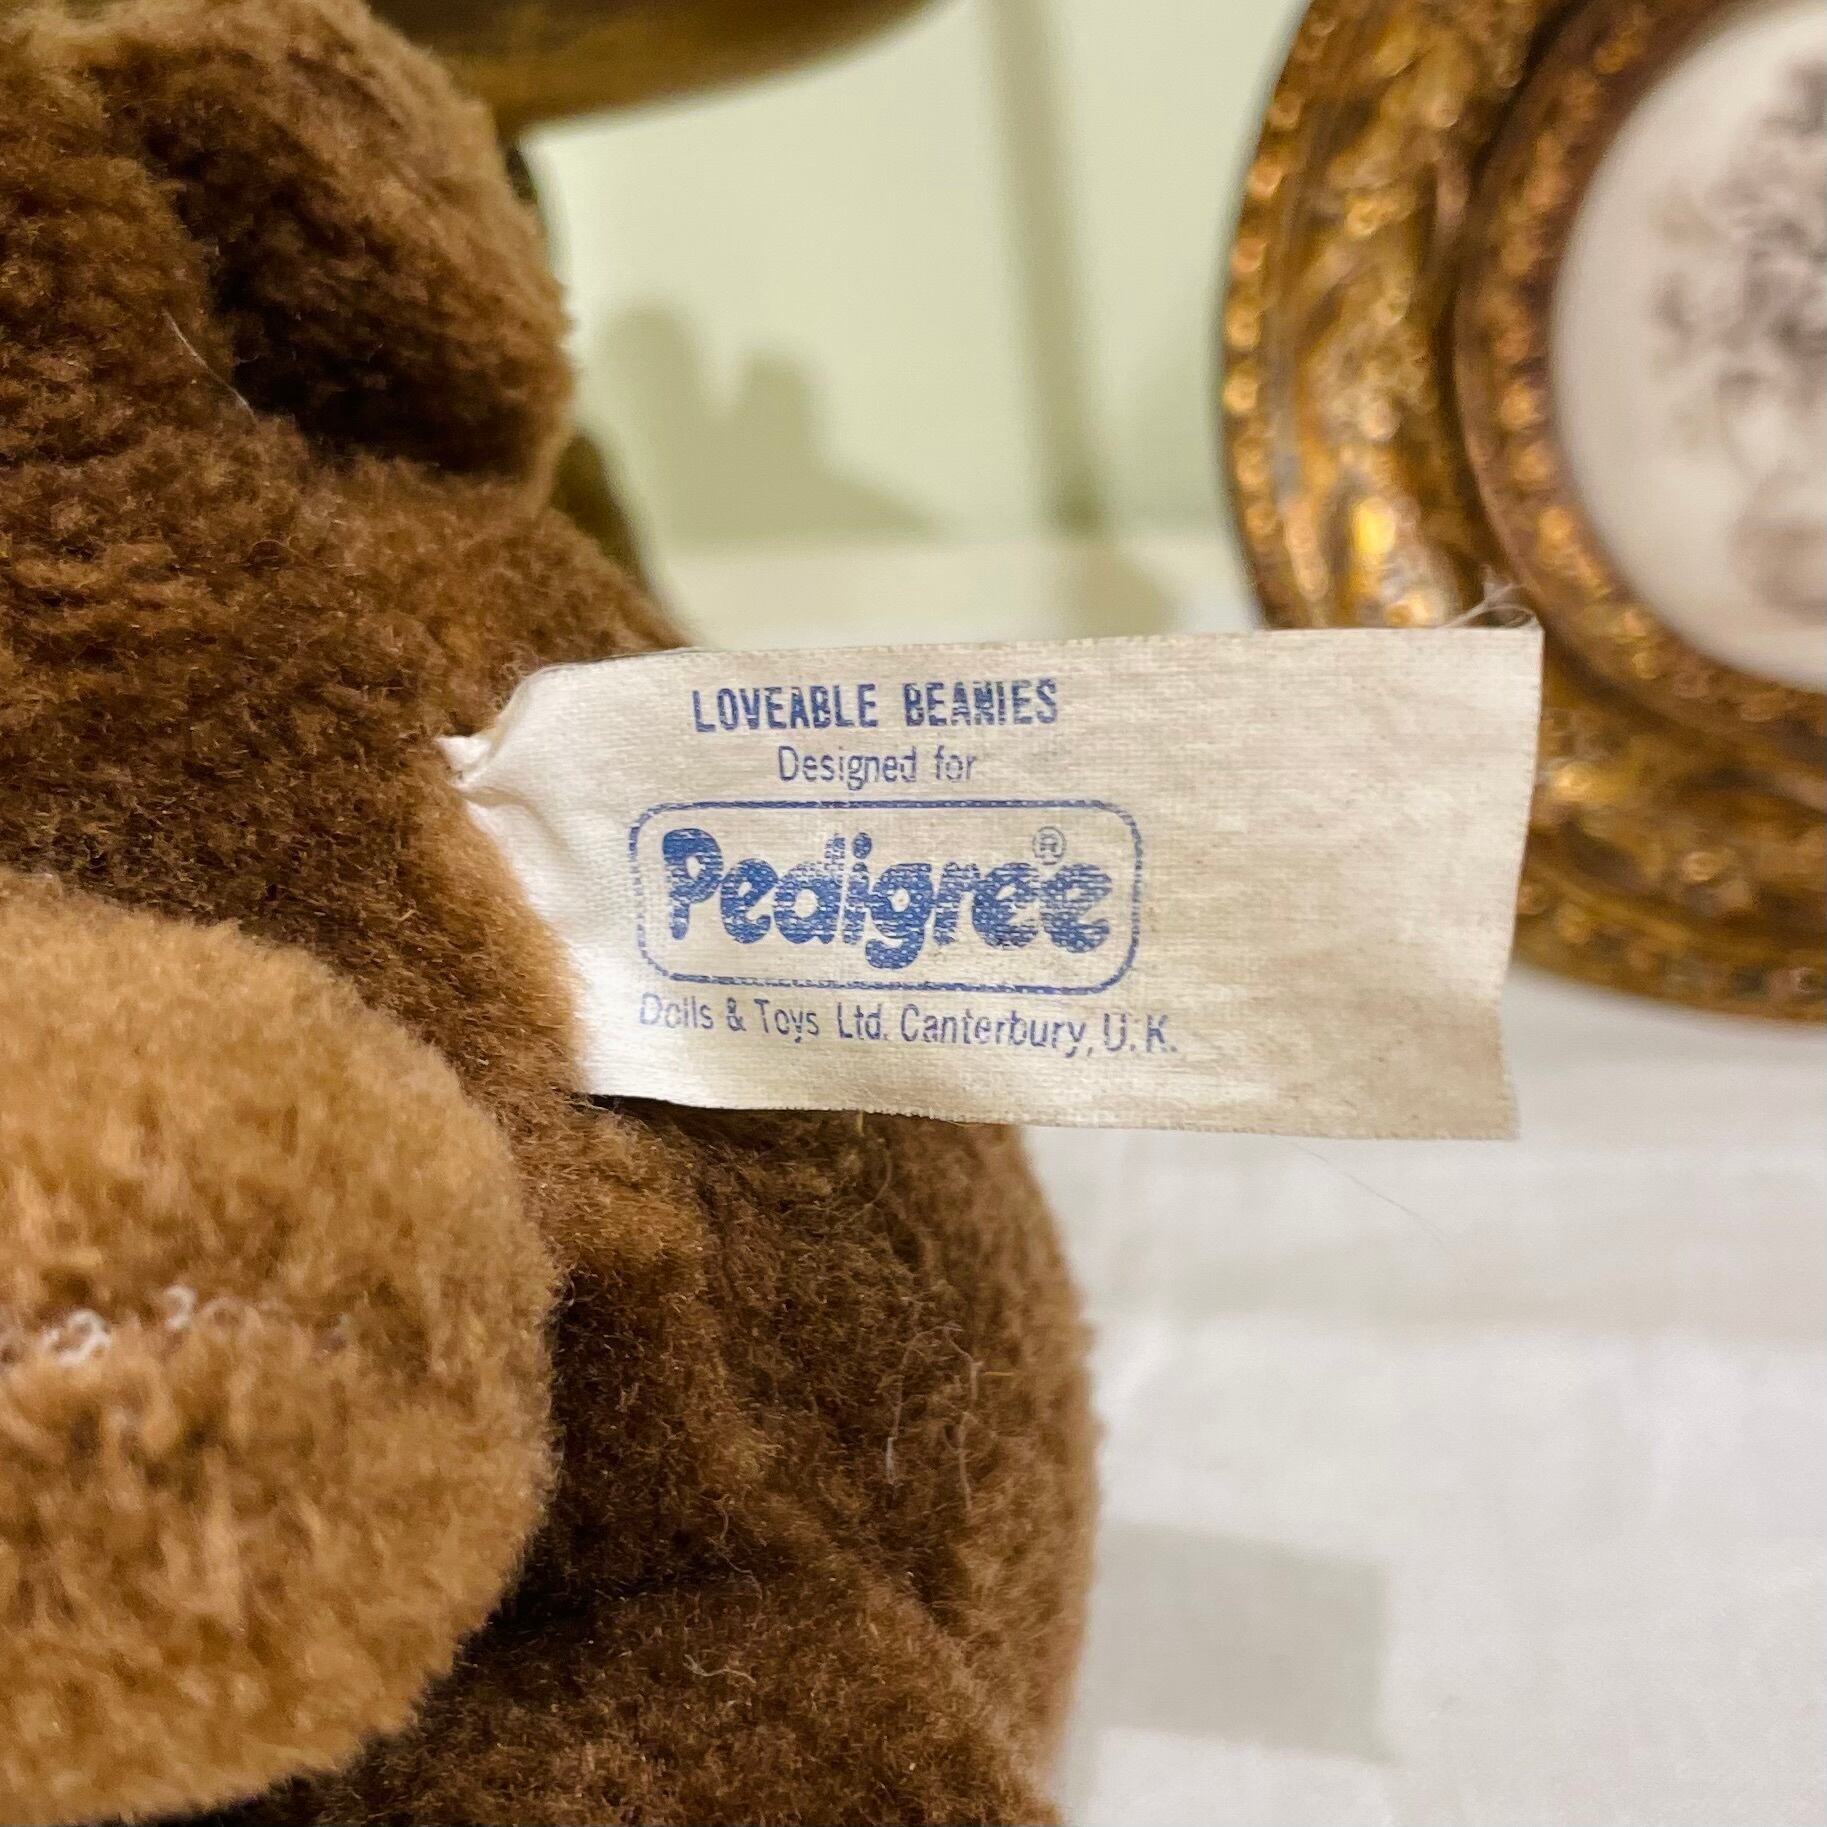 LOVEABLE BEANIES
Designed for
Pedigree®
Dolls & Toys Ltd. Canterbury, U.K.